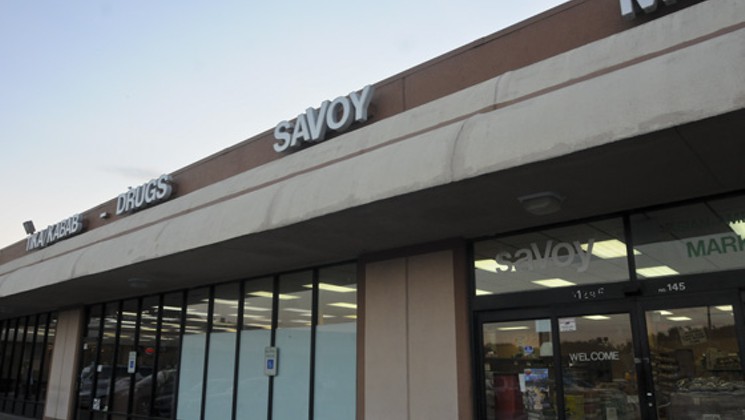 TIKA/KABAB
DRUGS
SAVOY
savoy
MARK
145
WELCOME